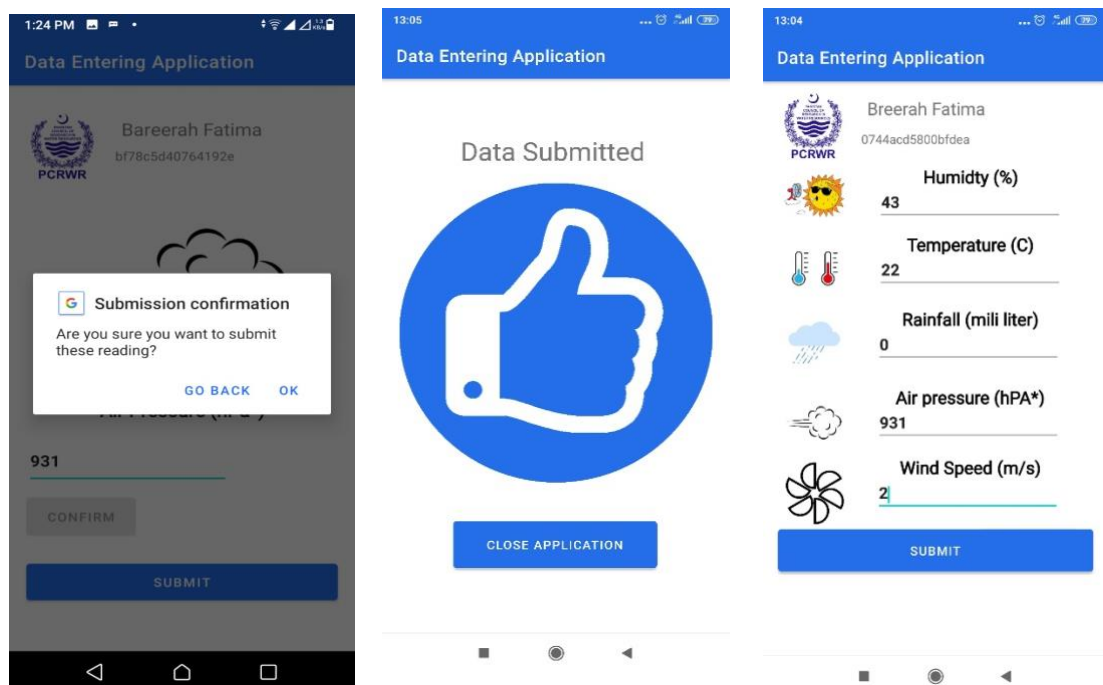 1:24 PM
Data Entering Application
Bareerah Fatima
bf78c5d40764192e
PCRWR
Submission confirmation
Are you sure you want to submit
these reading?
GO BACK OK
931
CONFIRM
SUBMIT
13:05
79
Data Entering Application
Data Submitted
CLOSE APPLICATION
13:04
79
Data Entering Application
Breerah Fatima
0744acd5800bfdea
PCRWR
Humidty (%)
43
Temperature (C)
22
Rainfall (mili liter)
0
Air pressure (hPA*)
931
Wind Speed (m/s)
2
SUBMIT